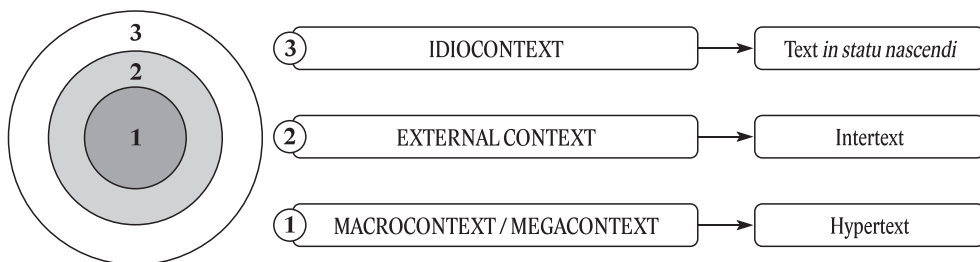 3
2
1
3 IDIOCONTEXT Text in statu nascendi
2 EXTERNAL CONTEXT Intertext
1 MACROCONTEXT / MEGACONTEXT Hypertext